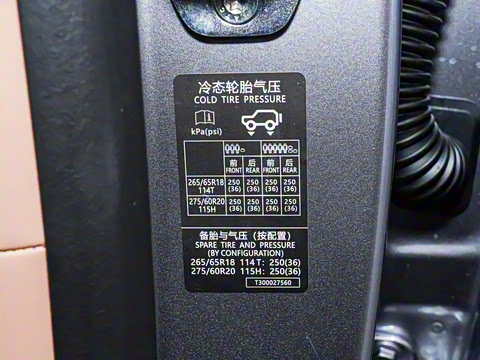 冷态轮胎气压
COLD TIRE PRESSURE
kPa(psi)
前 后 前 后
FRONT REAR FRONT REAR
265/65R18 114T 250 (36) 250 (36) 250 (36) 250 (36)
275/60R20 115H 250 (36) 250 (36) 250 (36) 250 (36)
备胎与气压（按配置）
SPARE TIRE AND PRESSURE
(BY CONFIGURATION)
265/65R18 114T: 250(36)
275/60R20 115H: 250(36)
T300027560